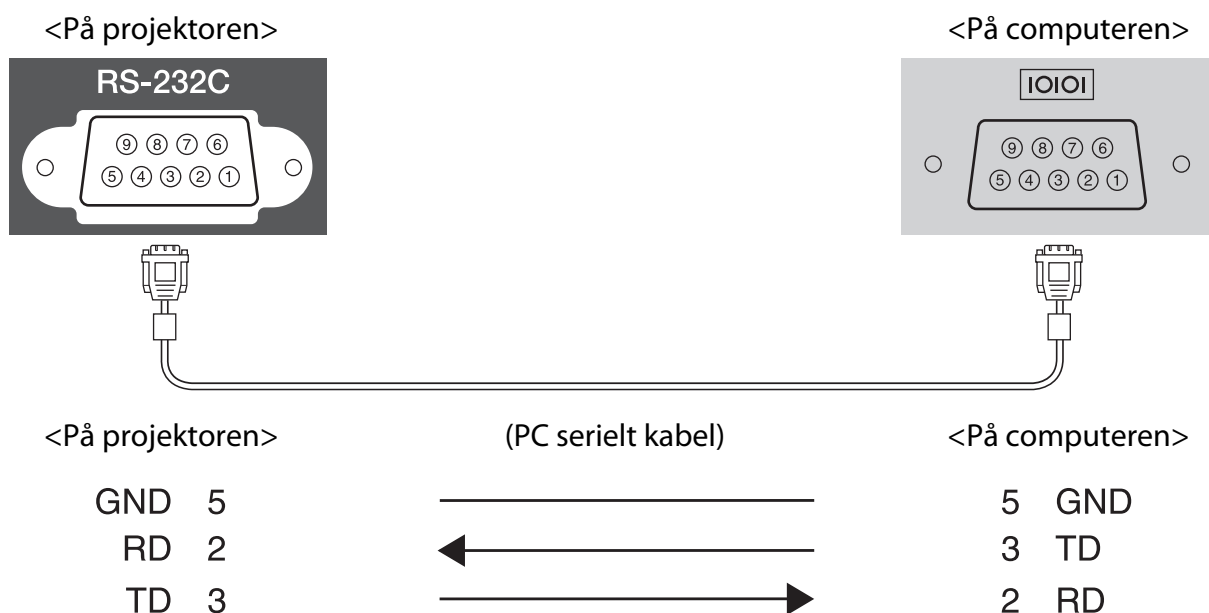 <På projektoren> <På computeren>
RS-232C IOIOI
9 8 7 6 9 8 7 6
5 4 3 2 1 5 4 3 2 1
<På projektoren> (PC serielt kabel) <På computeren>
GND 5 5 GND
RD 2 3 TD
TD 3 2 RD